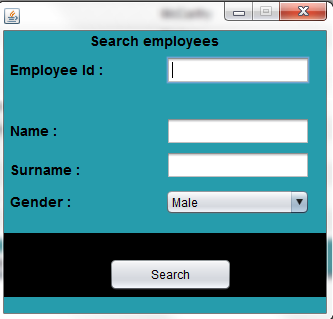 Search employees
Employee Id :
Name :
Surname :
Gender : Male
Search